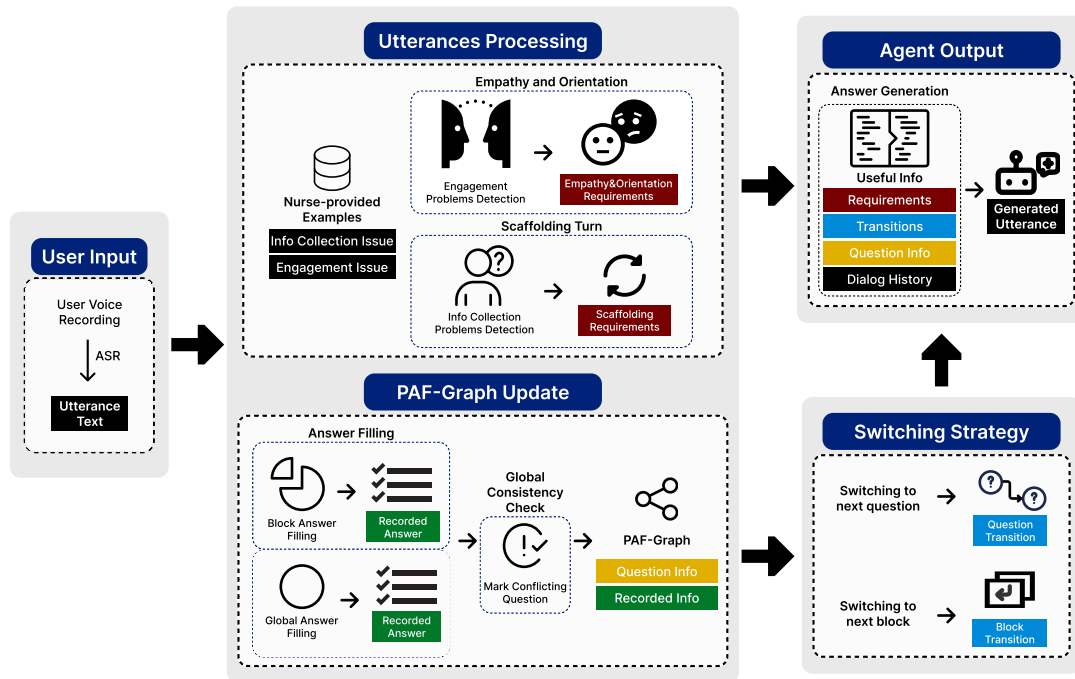 User Input
User Voice
Recording
ASR
Utterance
Text
Utterances Processing
Nurse-provided
Examples
Info Collection Issue
Engagement Issue
Empathy and Orientation
Engagement
Problems Detection
Empathy&Orientation
Requirements
Scaffolding Turn
?
Info Collection
Problems Detection
Scaffolding
Requirements
PAF-Graph Update
Answer Filling
Block Answer
Filling
Recorded
Answer
Global Answer
Filling
Recorded
Answer
Global
Consistency
Check
!
Mark Conflicting
Question
PAF-Graph
Question Info
Recorded Info
Switching Strategy
Switching to
next question
?
?
Question
Transition
Switching to
next block
Block
Transition
Agent Output
Answer Generation
Useful Info
Requirements
Transitions
Question Info
Dialog History
Generated
Utterance